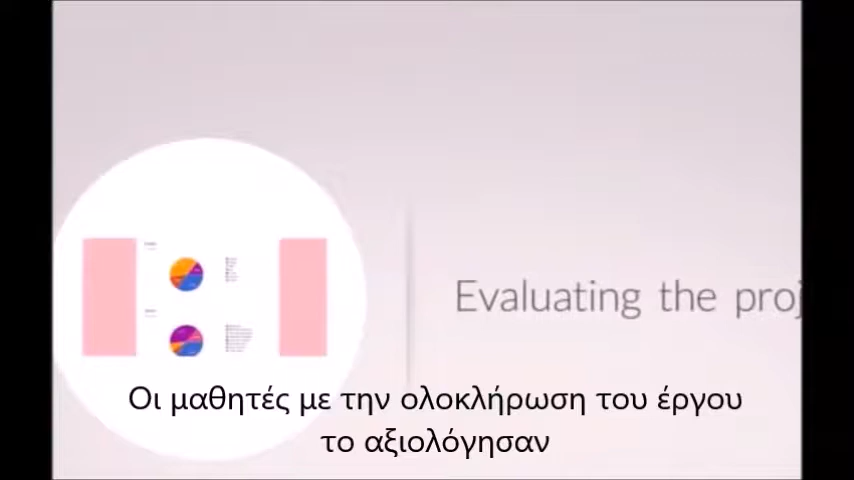 Evaluating the proj
Οι μαθητές με την ολοκλήρωση του έργου
το αξιολόγησαν